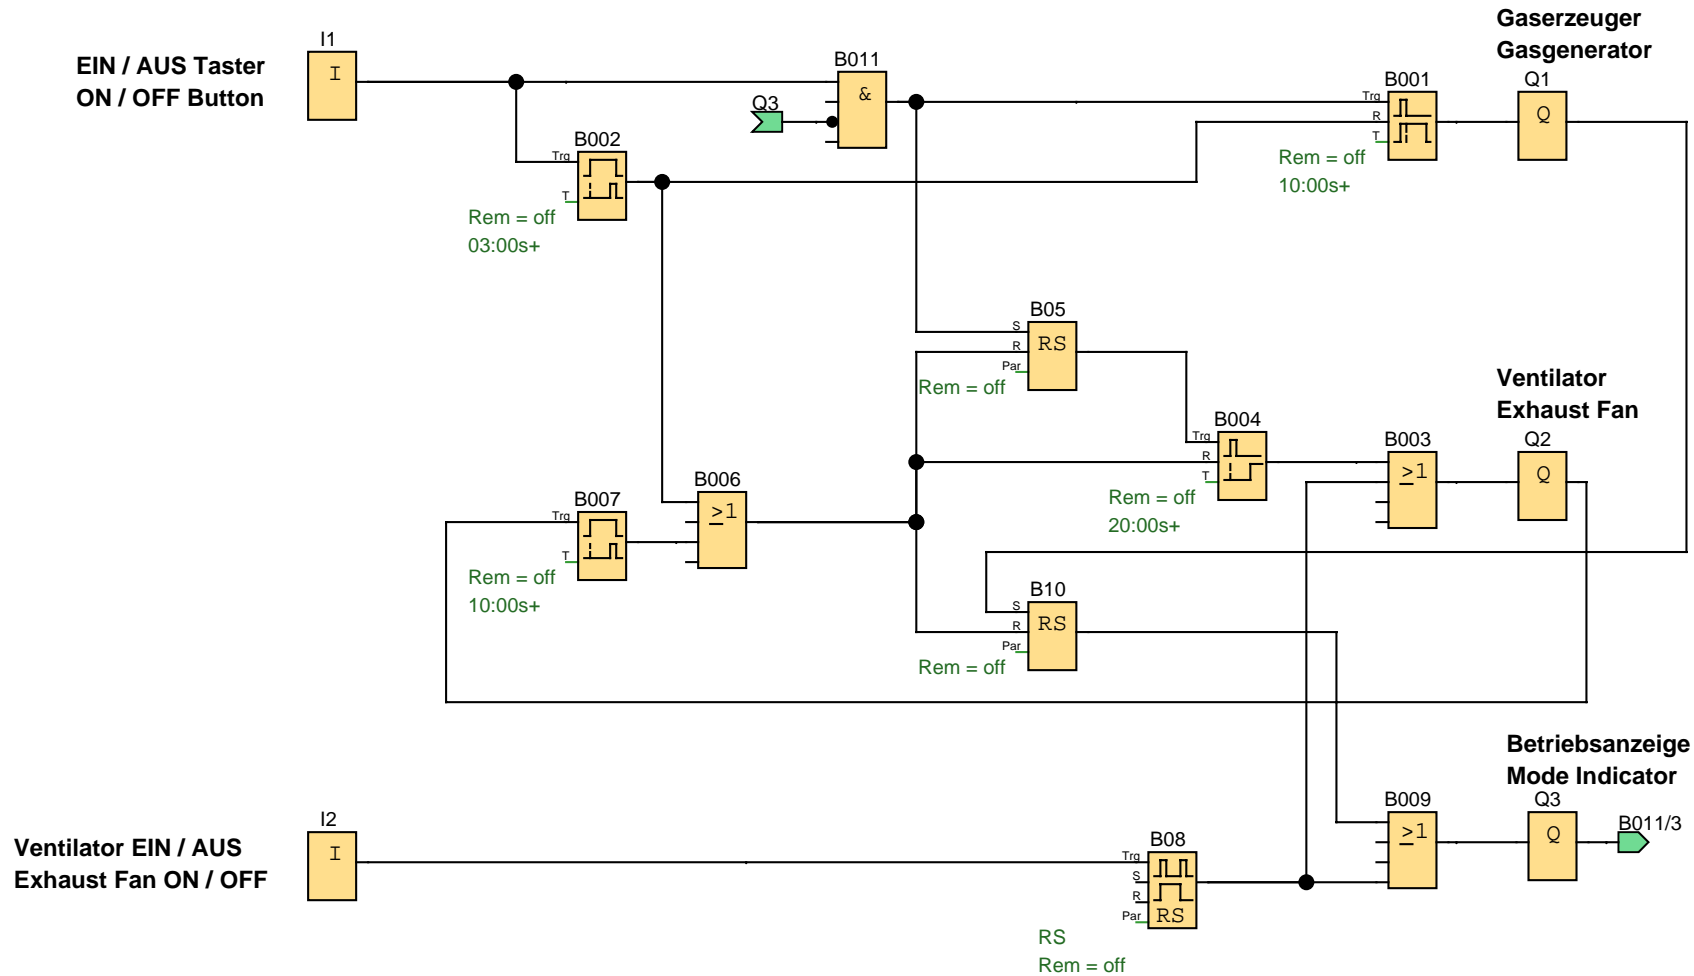 Gaserzeuger
Gasgenerator
I1
I
EIN / AUS Taster
ON / OFF Button
B011
&
Q3
B001
Trg
R
T
Rem = off
10:00s+
Q1
Q
B002
Trg
T
Rem = off
03:00s+
B05
S
R
Par
RS
Rem = off
Ventilator
Exhaust Fan
B004
Trg
R
T
Rem = off
20:00s+
B003
≥1
Q2
Q
B006
≥1
B007
Trg
T
Rem = off
10:00s+
B10
S
R
Par
RS
Rem = off
Betriebsanzeige
Mode Indicator
B009
≥1
Q3
Q
B011/3
I2
I
Ventilator EIN / AUS
Exhaust Fan ON / OFF
B08
Trg
S
R
Par
RS
RS
Rem = off